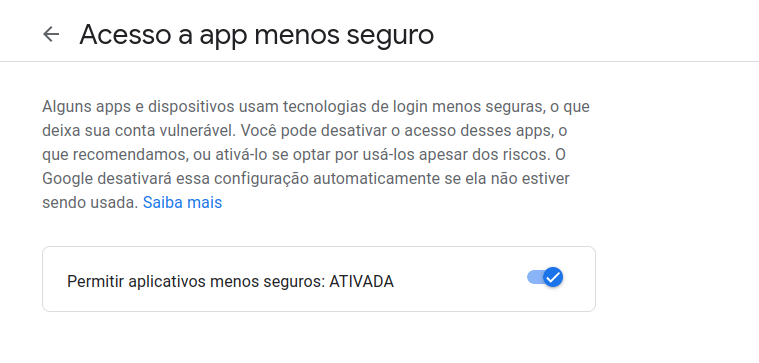 Acesso a app menos seguro
Alguns apps e dispositivos usam tecnologias de login menos seguras, o que
deixa sua conta vulnerável. Você pode desativar o acesso desses apps, o
que recomendamos, ou ativá-lo se optar por usá-los apesar dos riscos. O
Google desativará essa configuração automaticamente se ela não estiver
sendo usada. Saiba mais
Permitir aplicativos menos seguros: ATIVADA